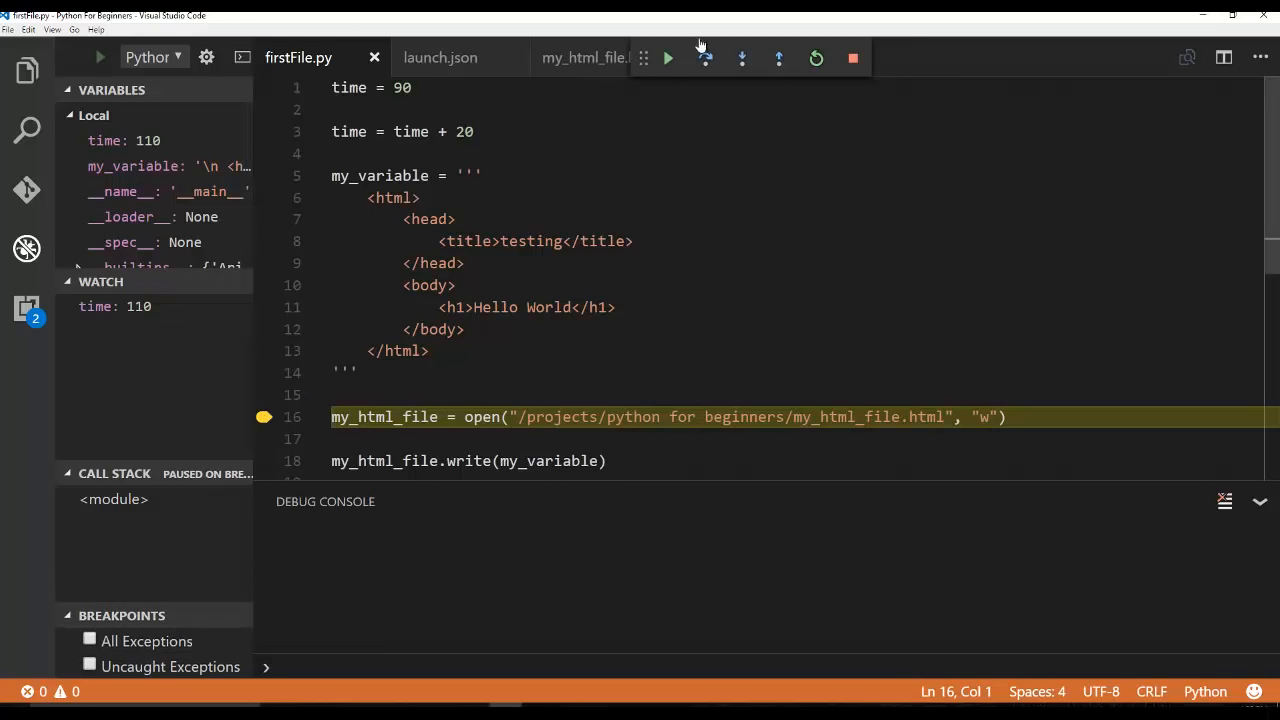 firstFile.py - Python For Beginners - Visual Studio Code
File Edit View Go Help
Python
firstFile.py
launch.json
my_html_file.
VARIABLES
Local
time: 110
my_variable: '\n <h...
__name__: '__main__'
__loader__: None
__spec__: None
__builtins__: {'Ari
WATCH
time: 110
CALL STACK PAUSED ON BRE...
<module>
BREAKPOINTS
All Exceptions
Uncaught Exceptions
2
1 time = 90
2
3 time = time + 20
4
5 my_variable = '''
6 <html>
7 <head>
8 <title>testing</title>
9 </head>
10 <body>
11 <h1>Hello World</h1>
12 </body>
13 </html>
14 '''
15
16 my_html_file = open("/projects/python for beginners/my_html_file.html", "w")
17
18 my_html_file.write(my_variable)
DEBUG CONSOLE
0 0
Ln 16, Col 1
Spaces: 4
UTF-8
CRLF
Python